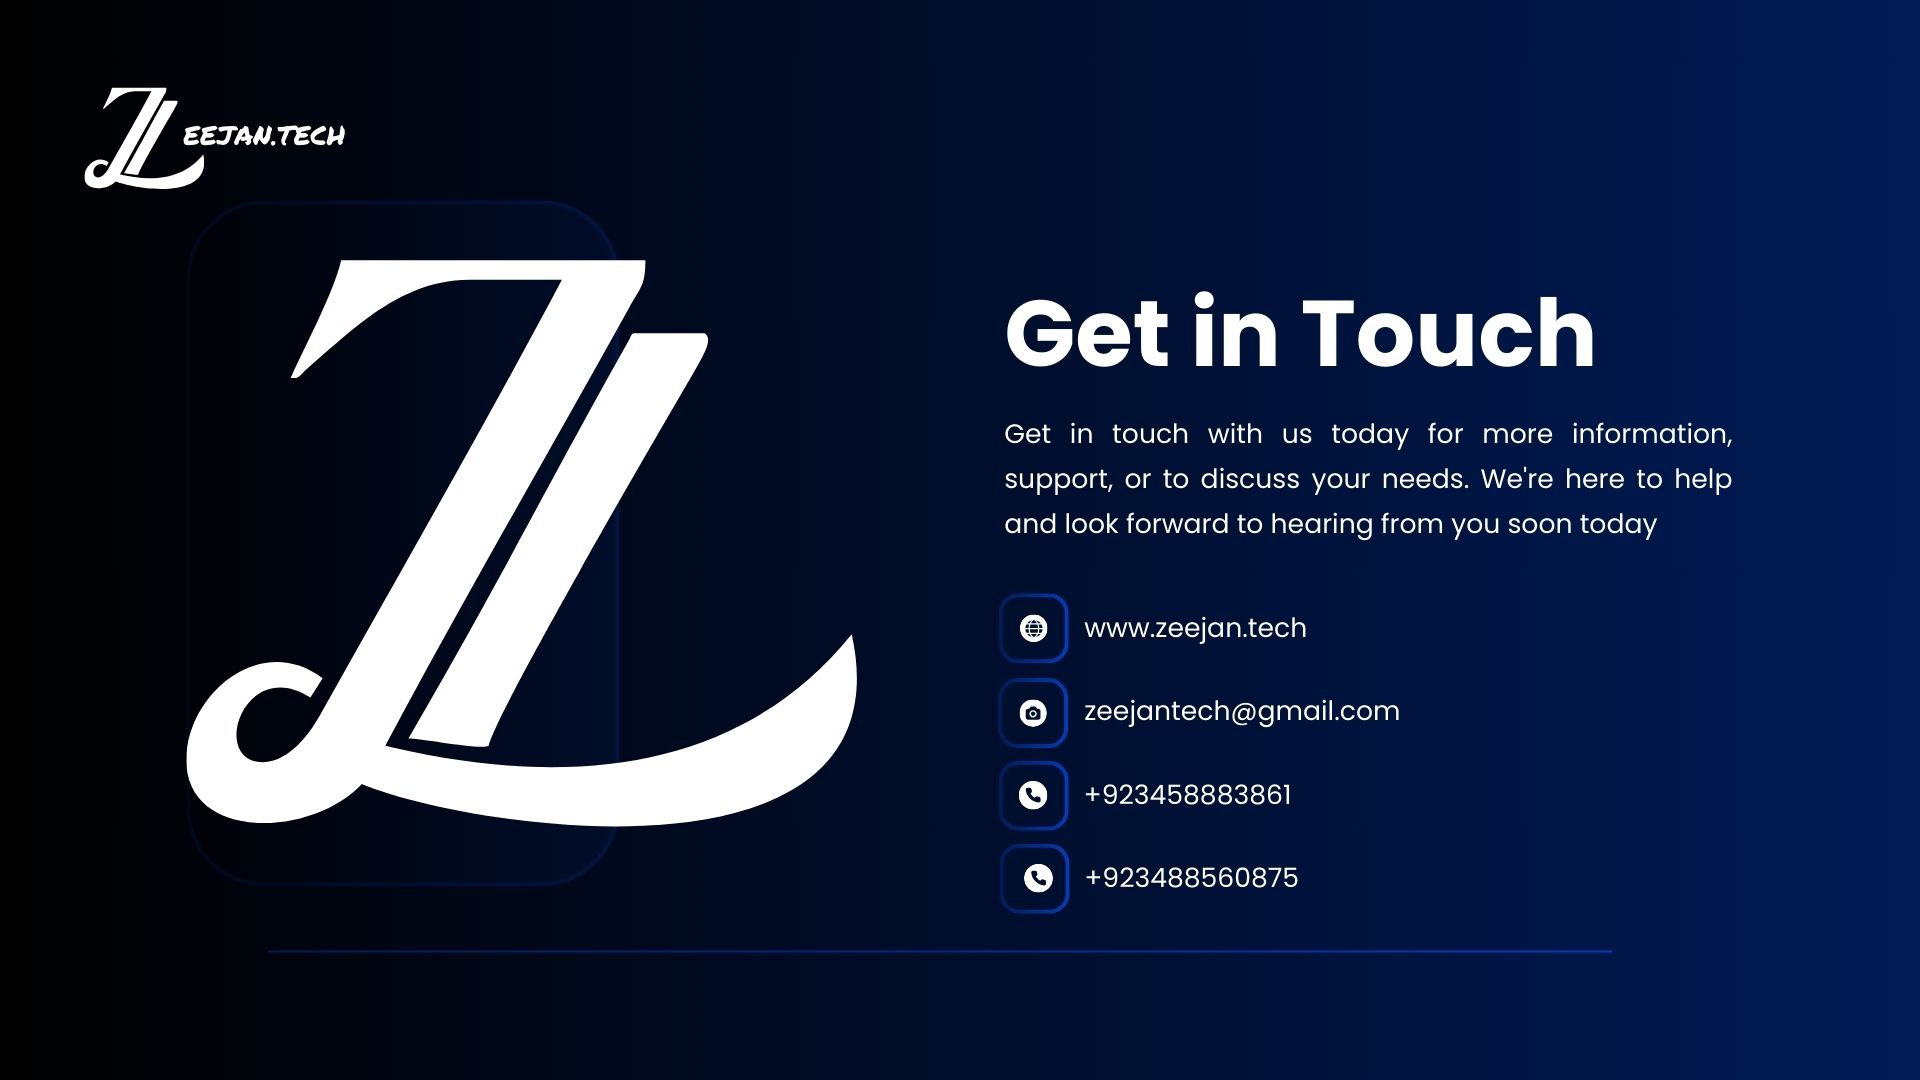 ZEEJAN.TECH
Z
Get in Touch
Get in touch with us today for more information,
support, or to discuss your needs. We're here to help
and look forward to hearing from you soon today
www.zeejan.tech
zeejantech@gmail.com
+923458883861
+923488560875